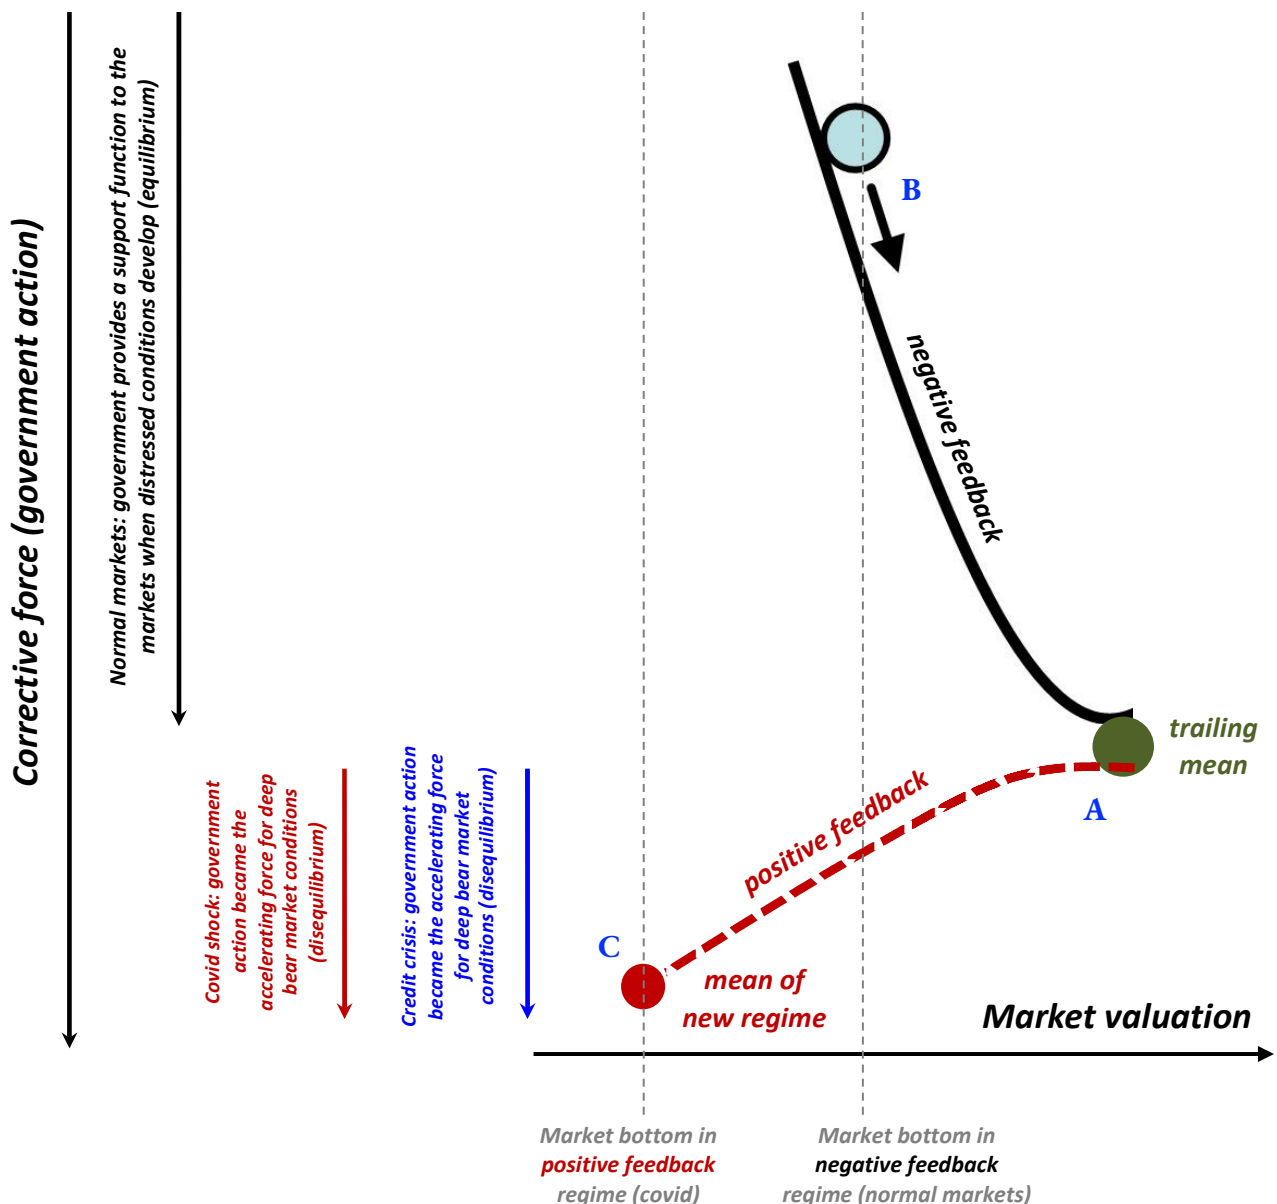 Corrective force (government action)
Normal markets: government provides a support function to the
markets when distressed conditions develop (equilibrium)
B
negative feedback
trailing
mean
A
positive feedback
Covid shock: government
action became the
accelerating force for deep
bear market conditions
(disequilibrium)
Credit crisis: government action
became the accelerating force
for deep bear market
conditions (disequilibrium)
C
mean of
new regime
Market valuation
Market bottom in
positive feedback
regime (covid)
Market bottom in
negative feedback
regime (normal markets)